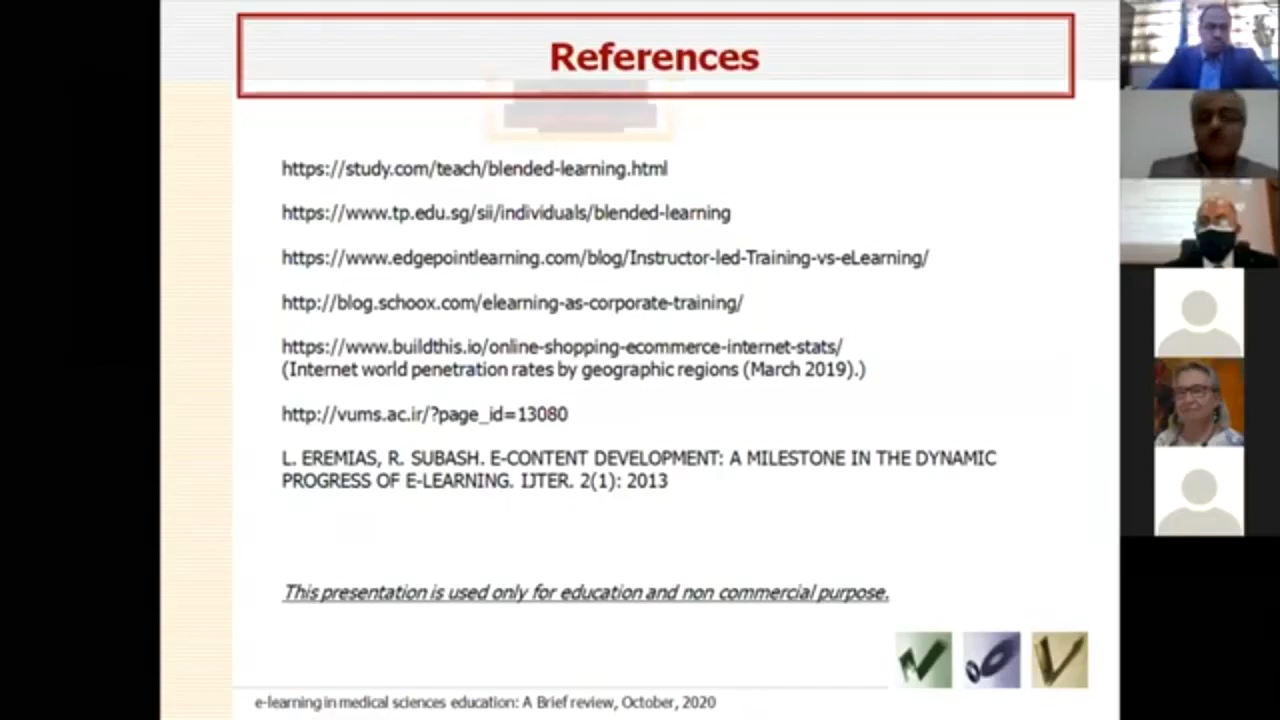 References
https://study.com/teach/blended-learning.html
https://www.tp.edu.sg/sii/individuals/blended-learning
https://www.edgepointlearning.com/blog/Instructor-led-Training-vs-eLearning/
http://blog.schoox.com/elearning-as-corporate-training/
https://www.buildthis.io/online-shopping-ecommerce-internet-stats/
(Internet world penetration rates by geographic regions (March 2019).)
http://vums.ac.ir/?page_id=13080
L. EREMIAS, R. SUBASH. E-CONTENT DEVELOPMENT: A MILESTONE IN THE DYNAMIC
PROGRESS OF E-LEARNING. IJTER. 2(1): 2013
This presentation is used only for education and non commercial purpose.
e-learning in medical sciences education: A Brief review, October, 2020